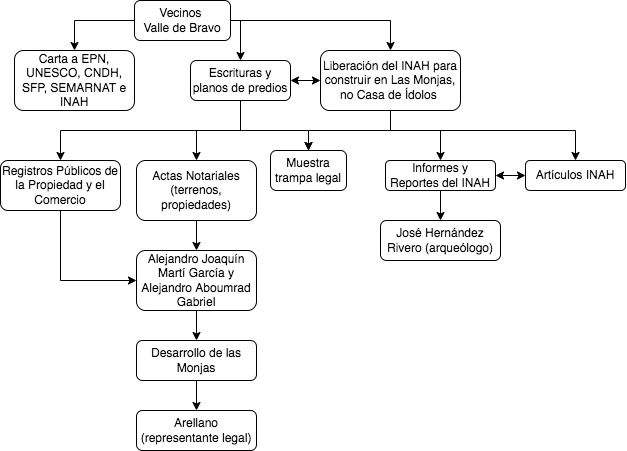 Vecinos
Valle de Bravo
Carta a EPN,
UNESCO, CNDH,
SFP, SEMARNAT e
INAH
Escrituras y
planos de predios
Liberación del INAH para
construir en Las Monjas,
no Casa de Ídolos
Registros Públicos de
la Propiedad y el
Comercio
Actas Notariales
(terrenos,
propiedades)
Muestra
trampa legal
Informes y
Reportes del INAH
Artículos INAH
José Hernández
Rivero (arqueólogo)
Alejandro Joaquín
Martí García y
Alejandro Aboumrad
Gabriel
Desarrollo de las
Monjas
Arellano
(representante legal)